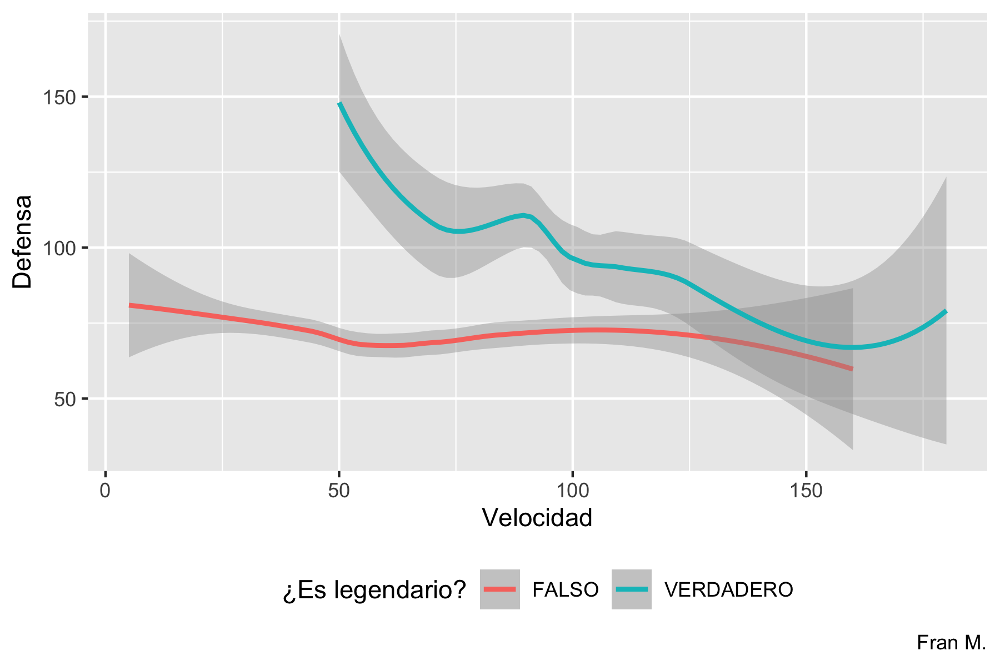 150
100
50
Defensa
0 50 100 150
Velocidad
¿Es legendario? FALSO VERDADERO
Fran M.